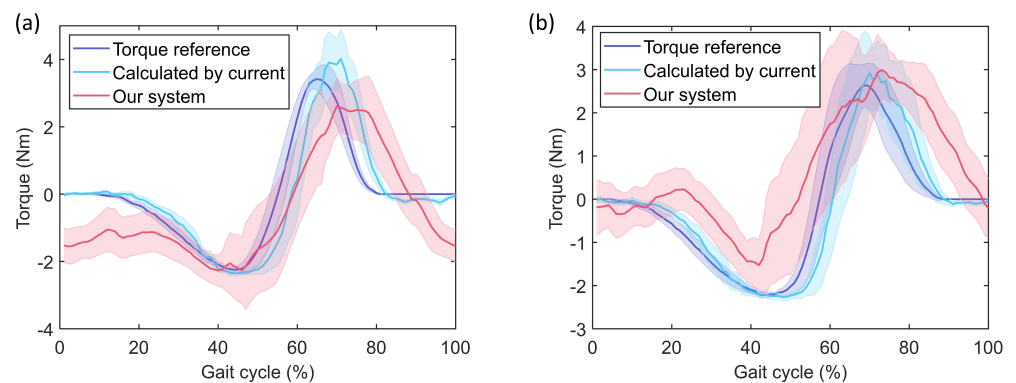 (a)
Torque reference
Calculated by current
Our system
4
2
0
-2
-4
Torque (Nm)
0 20 40 60 80 100
Gait cycle (%)
(b)
Torque reference
Calculated by current
Our system
4
3
2
1
0
-1
-2
-3
Torque (Nm)
0 20 40 60 80 100
Gait cycle (%)